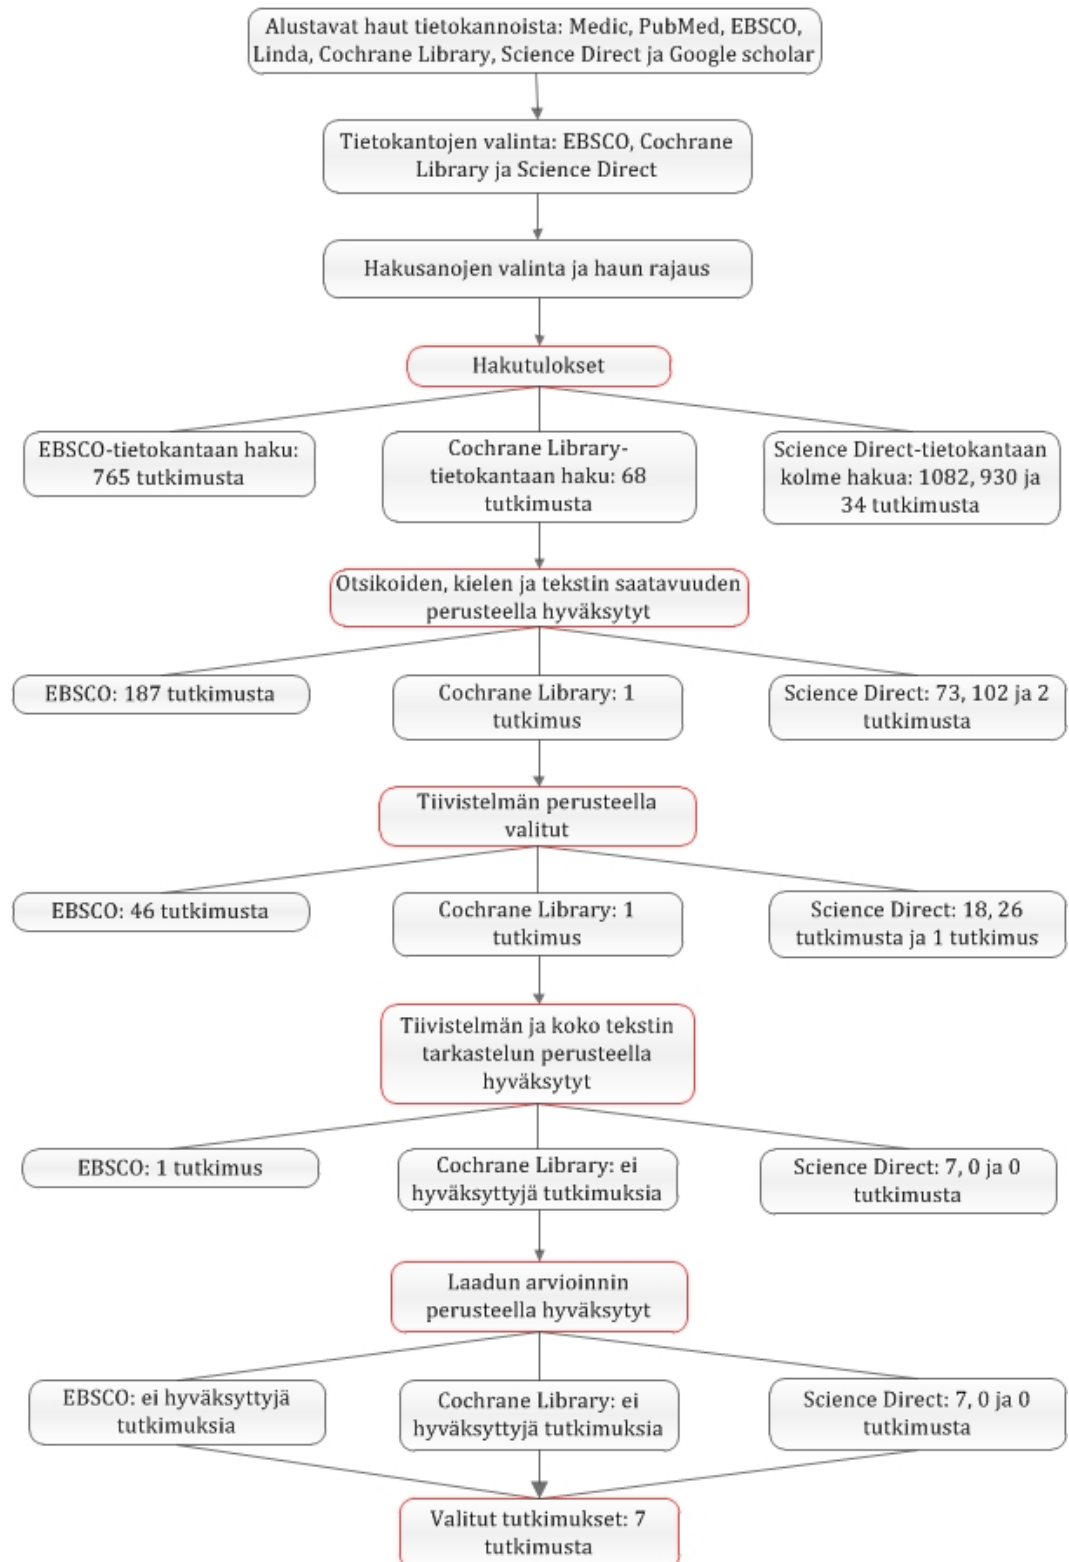 Alustavat haut tietokannoista: Medic, PubMed, EBSCO,
Linda, Cochrane Library, Science Direct ja Google scholar
Tietokantojen valinta: EBSCO, Cochrane
Library ja Science Direct
Hakusanojen valinta ja haun rajaus
Hakutulokset
EBSCO-tietokantaan haku:
765 tutkimusta
Cochrane Library-
tietokantaan haku: 68
tutkimusta
Science Direct-tietokantaan
kolme hakua: 1082, 930 ja
34 tutkimusta
Otsikoiden, kielen ja tekstin saatavuuden
perusteella hyväksytyt
EBSCO: 187 tutkimusta
Cochrane Library: 1
tutkimus
Science Direct: 73, 102 ja 2
tutkimusta
Tiivistelmän perusteella
valitut
EBSCO: 46 tutkimusta
Cochrane Library: 1
tutkimus
Science Direct: 18, 26
tutkimusta ja 1 tutkimus
Tiivistelmän ja koko tekstin
tarkastelun perusteella
hyväksytyt
EBSCO: 1 tutkimus
Cochrane Library: ei
hyväksyttyjä tutkimuksia
Science Direct: 7, 0 ja 0
tutkimusta
Laadun arvioinnin
perusteella hyväksytyt
EBSCO: ei hyväksyttyjä
tutkimuksia
Cochrane Library: ei
hyväksyttyjä tutkimuksia
Science Direct: 7, 0 ja 0
tutkimusta
Valitut tutkimukset: 7
tutkimusta